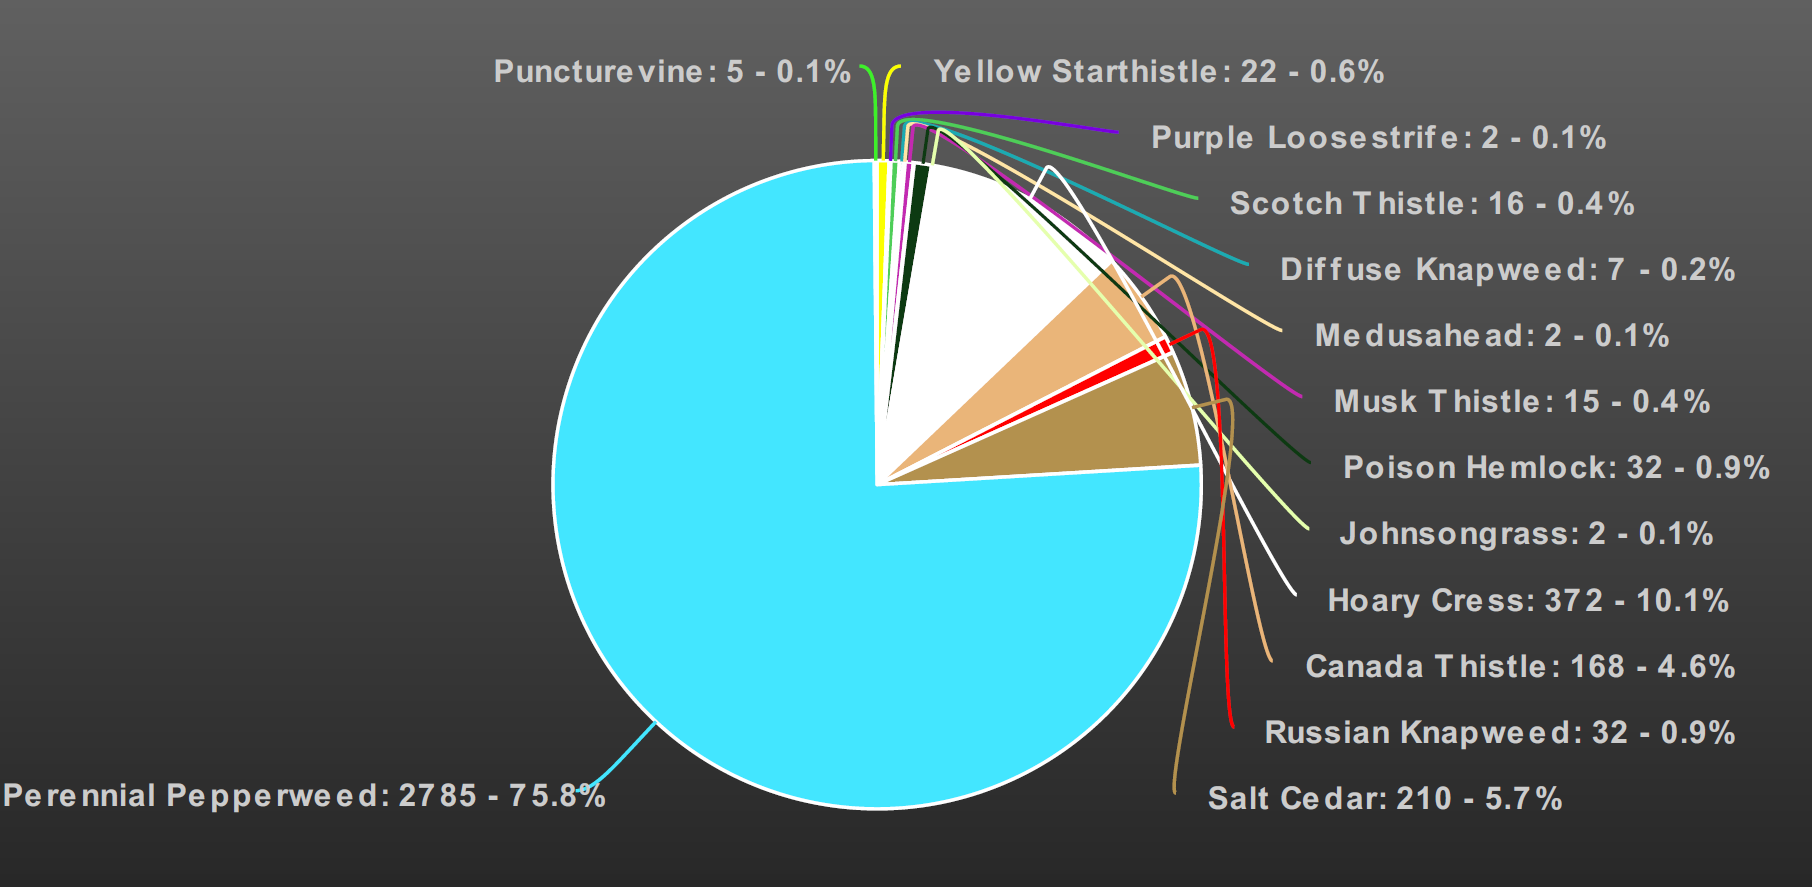 Puncturevine: 5 - 0.1%
Yellow Starthistle: 22 - 0.6%
Purple Loosestrife: 2 - 0.1%
Scotch Thistle: 16 - 0.4%
Diffuse Knapweed: 7 - 0.2%
Medusahead: 2 - 0.1%
Musk Thistle: 15 - 0.4%
Poison Hemlock: 32 - 0.9%
Johnsongrass: 2 - 0.1%
Hoary Cress: 372 - 10.1%
Canada Thistle: 168 - 4.6%
Russian Knapweed: 32 - 0.9%
Salt Cedar: 210 - 5.7%
Perennial Pepperweed: 2785 - 75.8%